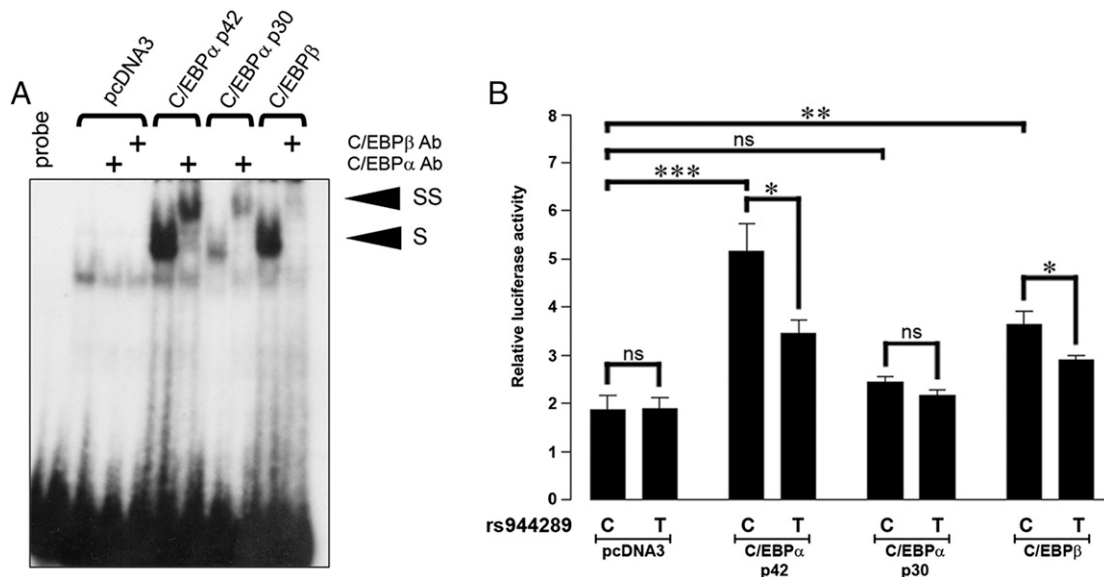 A
probe
pcDNA3
C/EBPα p42
C/EBPα p30
C/EBPβ
+ + C/EBPβ Ab
+ + + C/EBPα Ab
SS
S
B
Relative luciferase activity
8
7
6
5
4
3
2
1
0
**
ns
***
*
*
ns
ns
rs944289 C T C T C T C T
pcDNA3 C/EBPα p42 C/EBPα p30 C/EBPβ